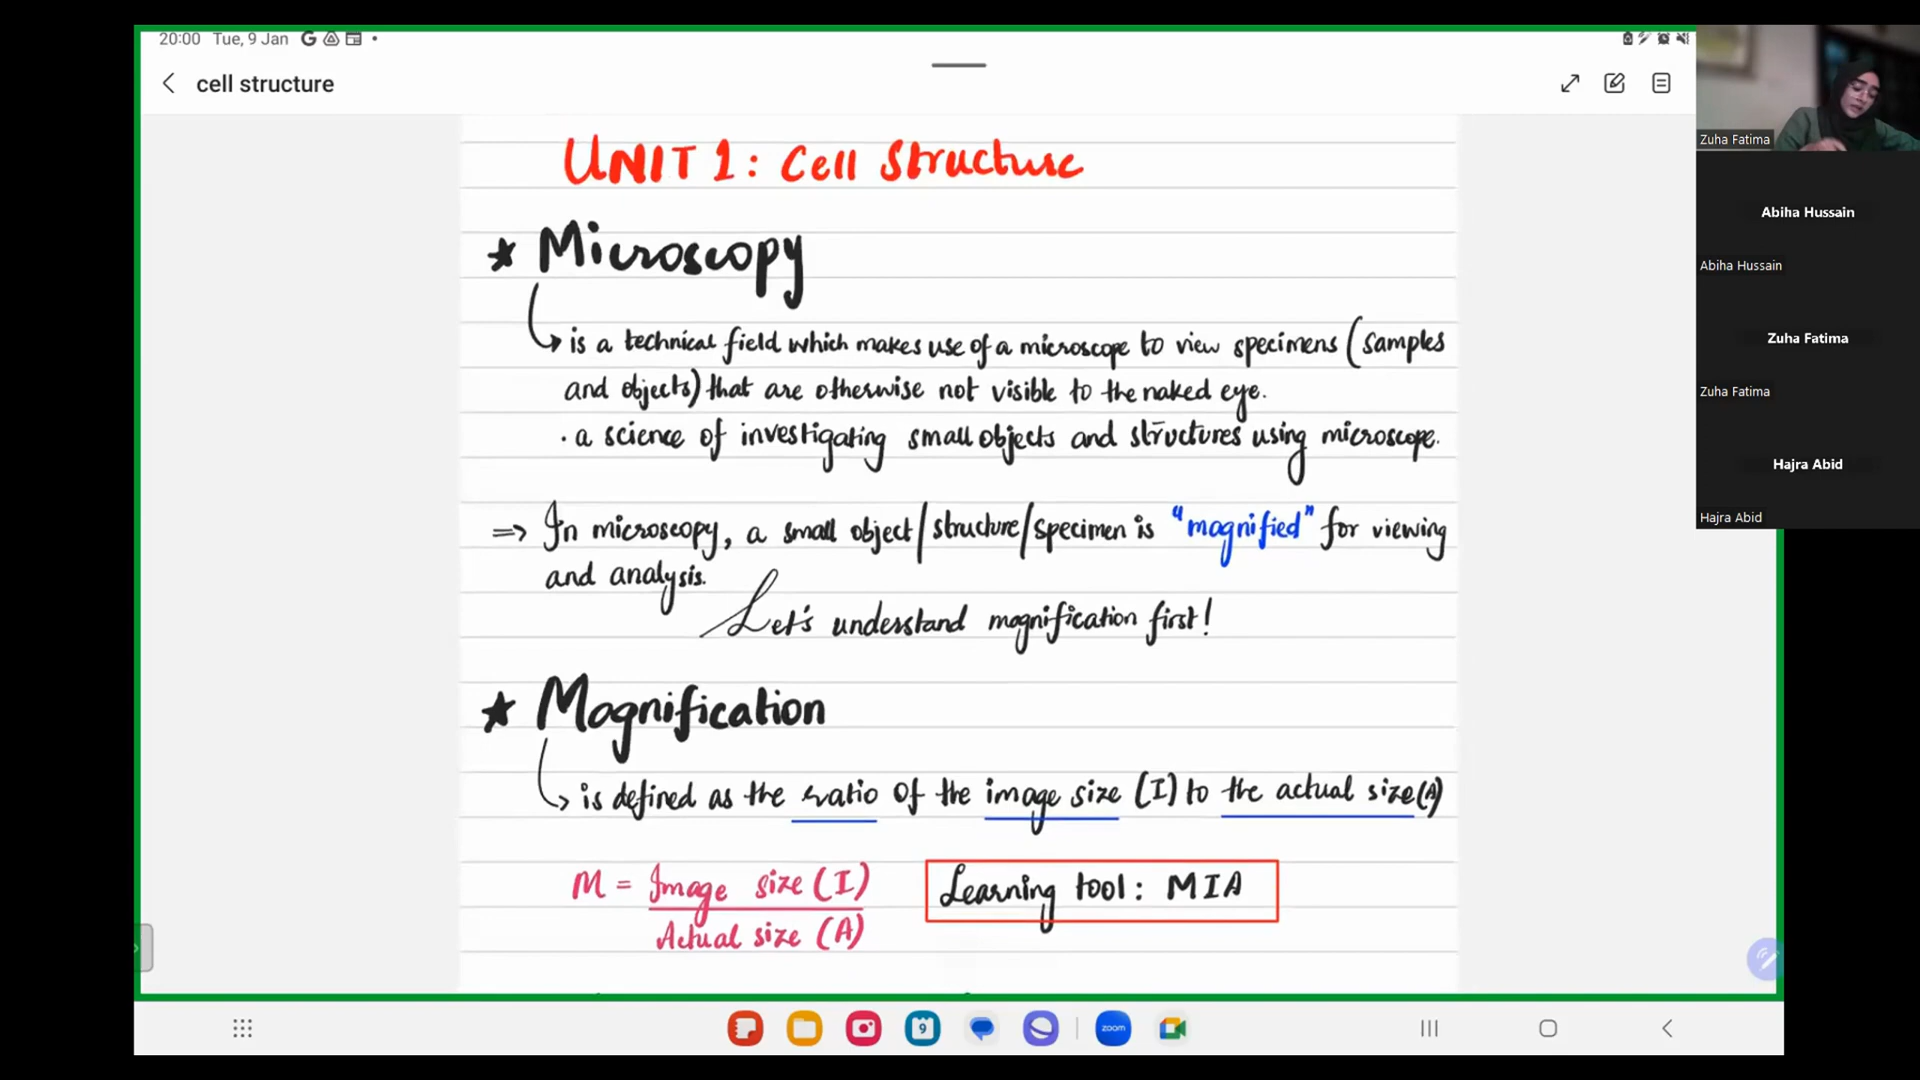 20:00 Tue, 9 Jan
cell structure
UNIT 1: Cell Structure
★ Microscopy
is a technical field which makes use of a microscope to view specimens (samples
and objects) that are otherwise not visible to the naked eye.
· a science of investigating small objects and structures using microscope.
=> In microscopy, a small object/structure/specimen is "magnified" for viewing
and analysis.
Let's understand magnification first!
★ Magnification
is defined as the ratio of the image size (I) to the actual size (A)
M = Image size (I)
Actual size (A)
Learning tool: MIA
Zuha Fatima
Abiha Hussain
Abiha Hussain
Zuha Fatima
Zuha Fatima
Hajra Abid
Hajra Abid
9
zoom